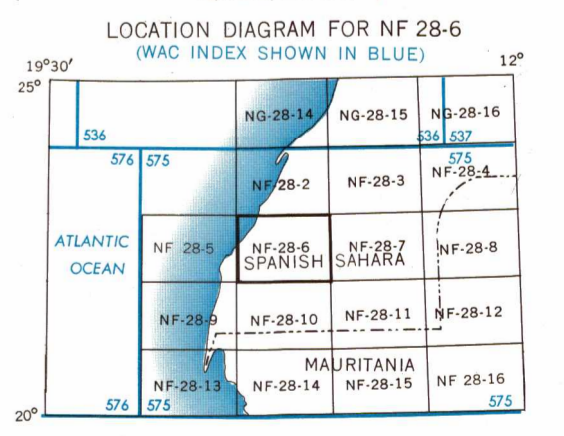 LOCATION DIAGRAM FOR NF 28-6
(WAC INDEX SHOWN IN BLUE)
19°30' 12°
25°
NG-28-14 NG-28-15 NG-28-16
536 536 537
576 575 575
NF-28-2 NF-28-3 NF-28-4
ATLANTIC OCEAN
NF 28-5 NF-28-6 NF-28-7 NF-28-8
SPANISH SAHARA
NF-28-9 NF-28-10 NF-28-11 NF-28-12
MAURITANIA
NF-28-13 NF-28-14 NF-28-15 NF 28-16
576 575 575
20°